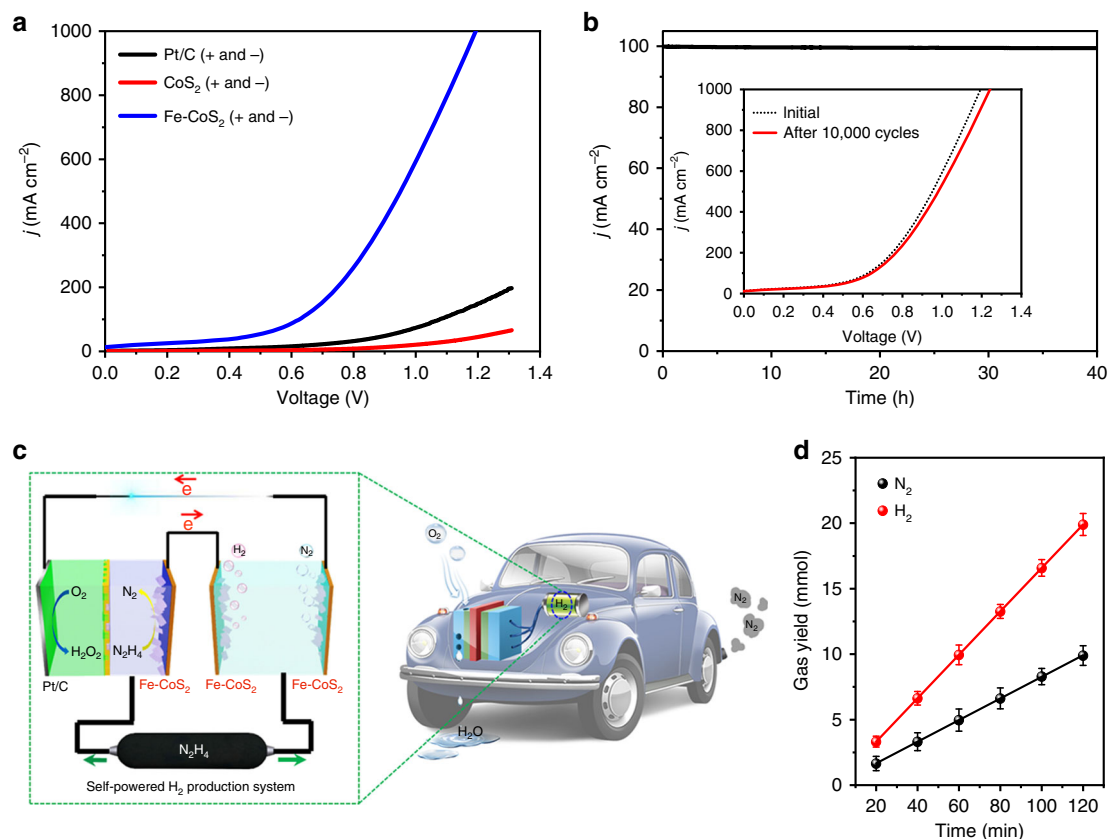 a
1000
800
600
400
200
0
j (mA cm⁻²)
Pt/C (+ and −)
CoS₂ (+ and −)
Fe-CoS₂ (+ and −)
0.0 0.2 0.4 0.6 0.8 1.0 1.2 1.4
Voltage (V)
b
100
80
60
40
20
0
j (mA cm⁻²)
1000
800
600
400
200
0
j (mA cm⁻²)
Initial
After 10,000 cycles
0.0 0.2 0.4 0.6 0.8 1.0 1.2 1.4
Voltage (V)
0 10 20 30 40
Time (h)
c
e
e
H₂
N₂
O₂
N₂
H₂O₂
N₂H₄
Pt/C
Fe-CoS₂
Fe-CoS₂
Fe-CoS₂
N₂H₄
Self-powered H₂ production system
O₂
H₂
N₂
N₂
H₂O
d
25
20
15
10
5
0
Gas yield (mmol)
N₂
H₂
20 40 60 80 100 120
Time (min)